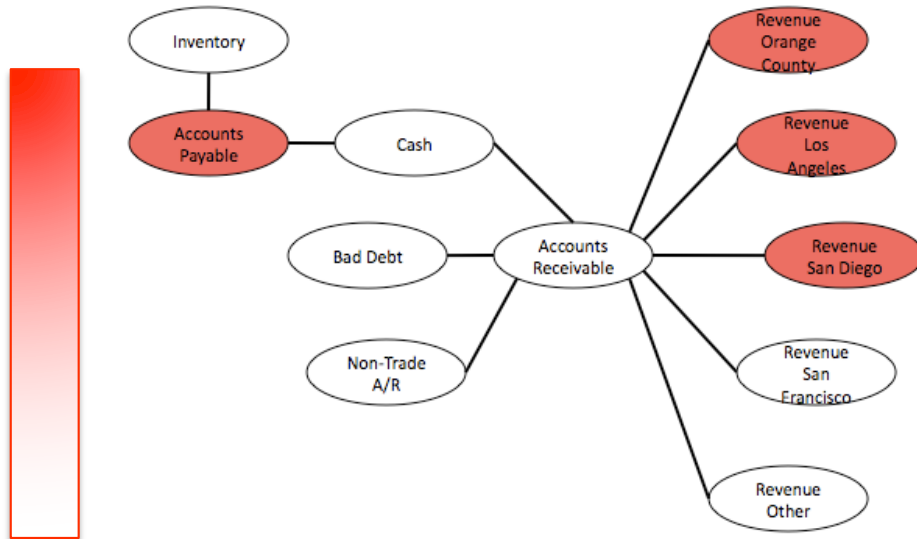 Inventory
Accounts
Payable
Cash
Bad Debt
Accounts
Receivable
Non-Trade
A/R
Revenue
Orange
County
Revenue
Los
Angeles
Revenue
San Diego
Revenue
San
Francisco
Revenue
Other